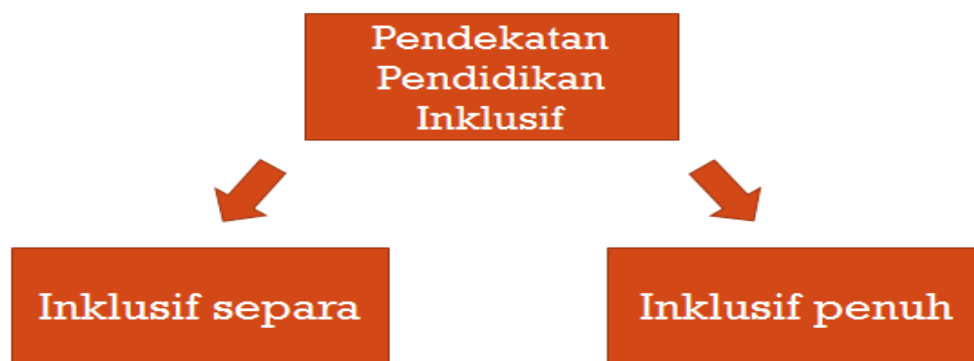 Pendekatan
Pendidikan
Inklusif
Inklusif separa
Inklusif penuh